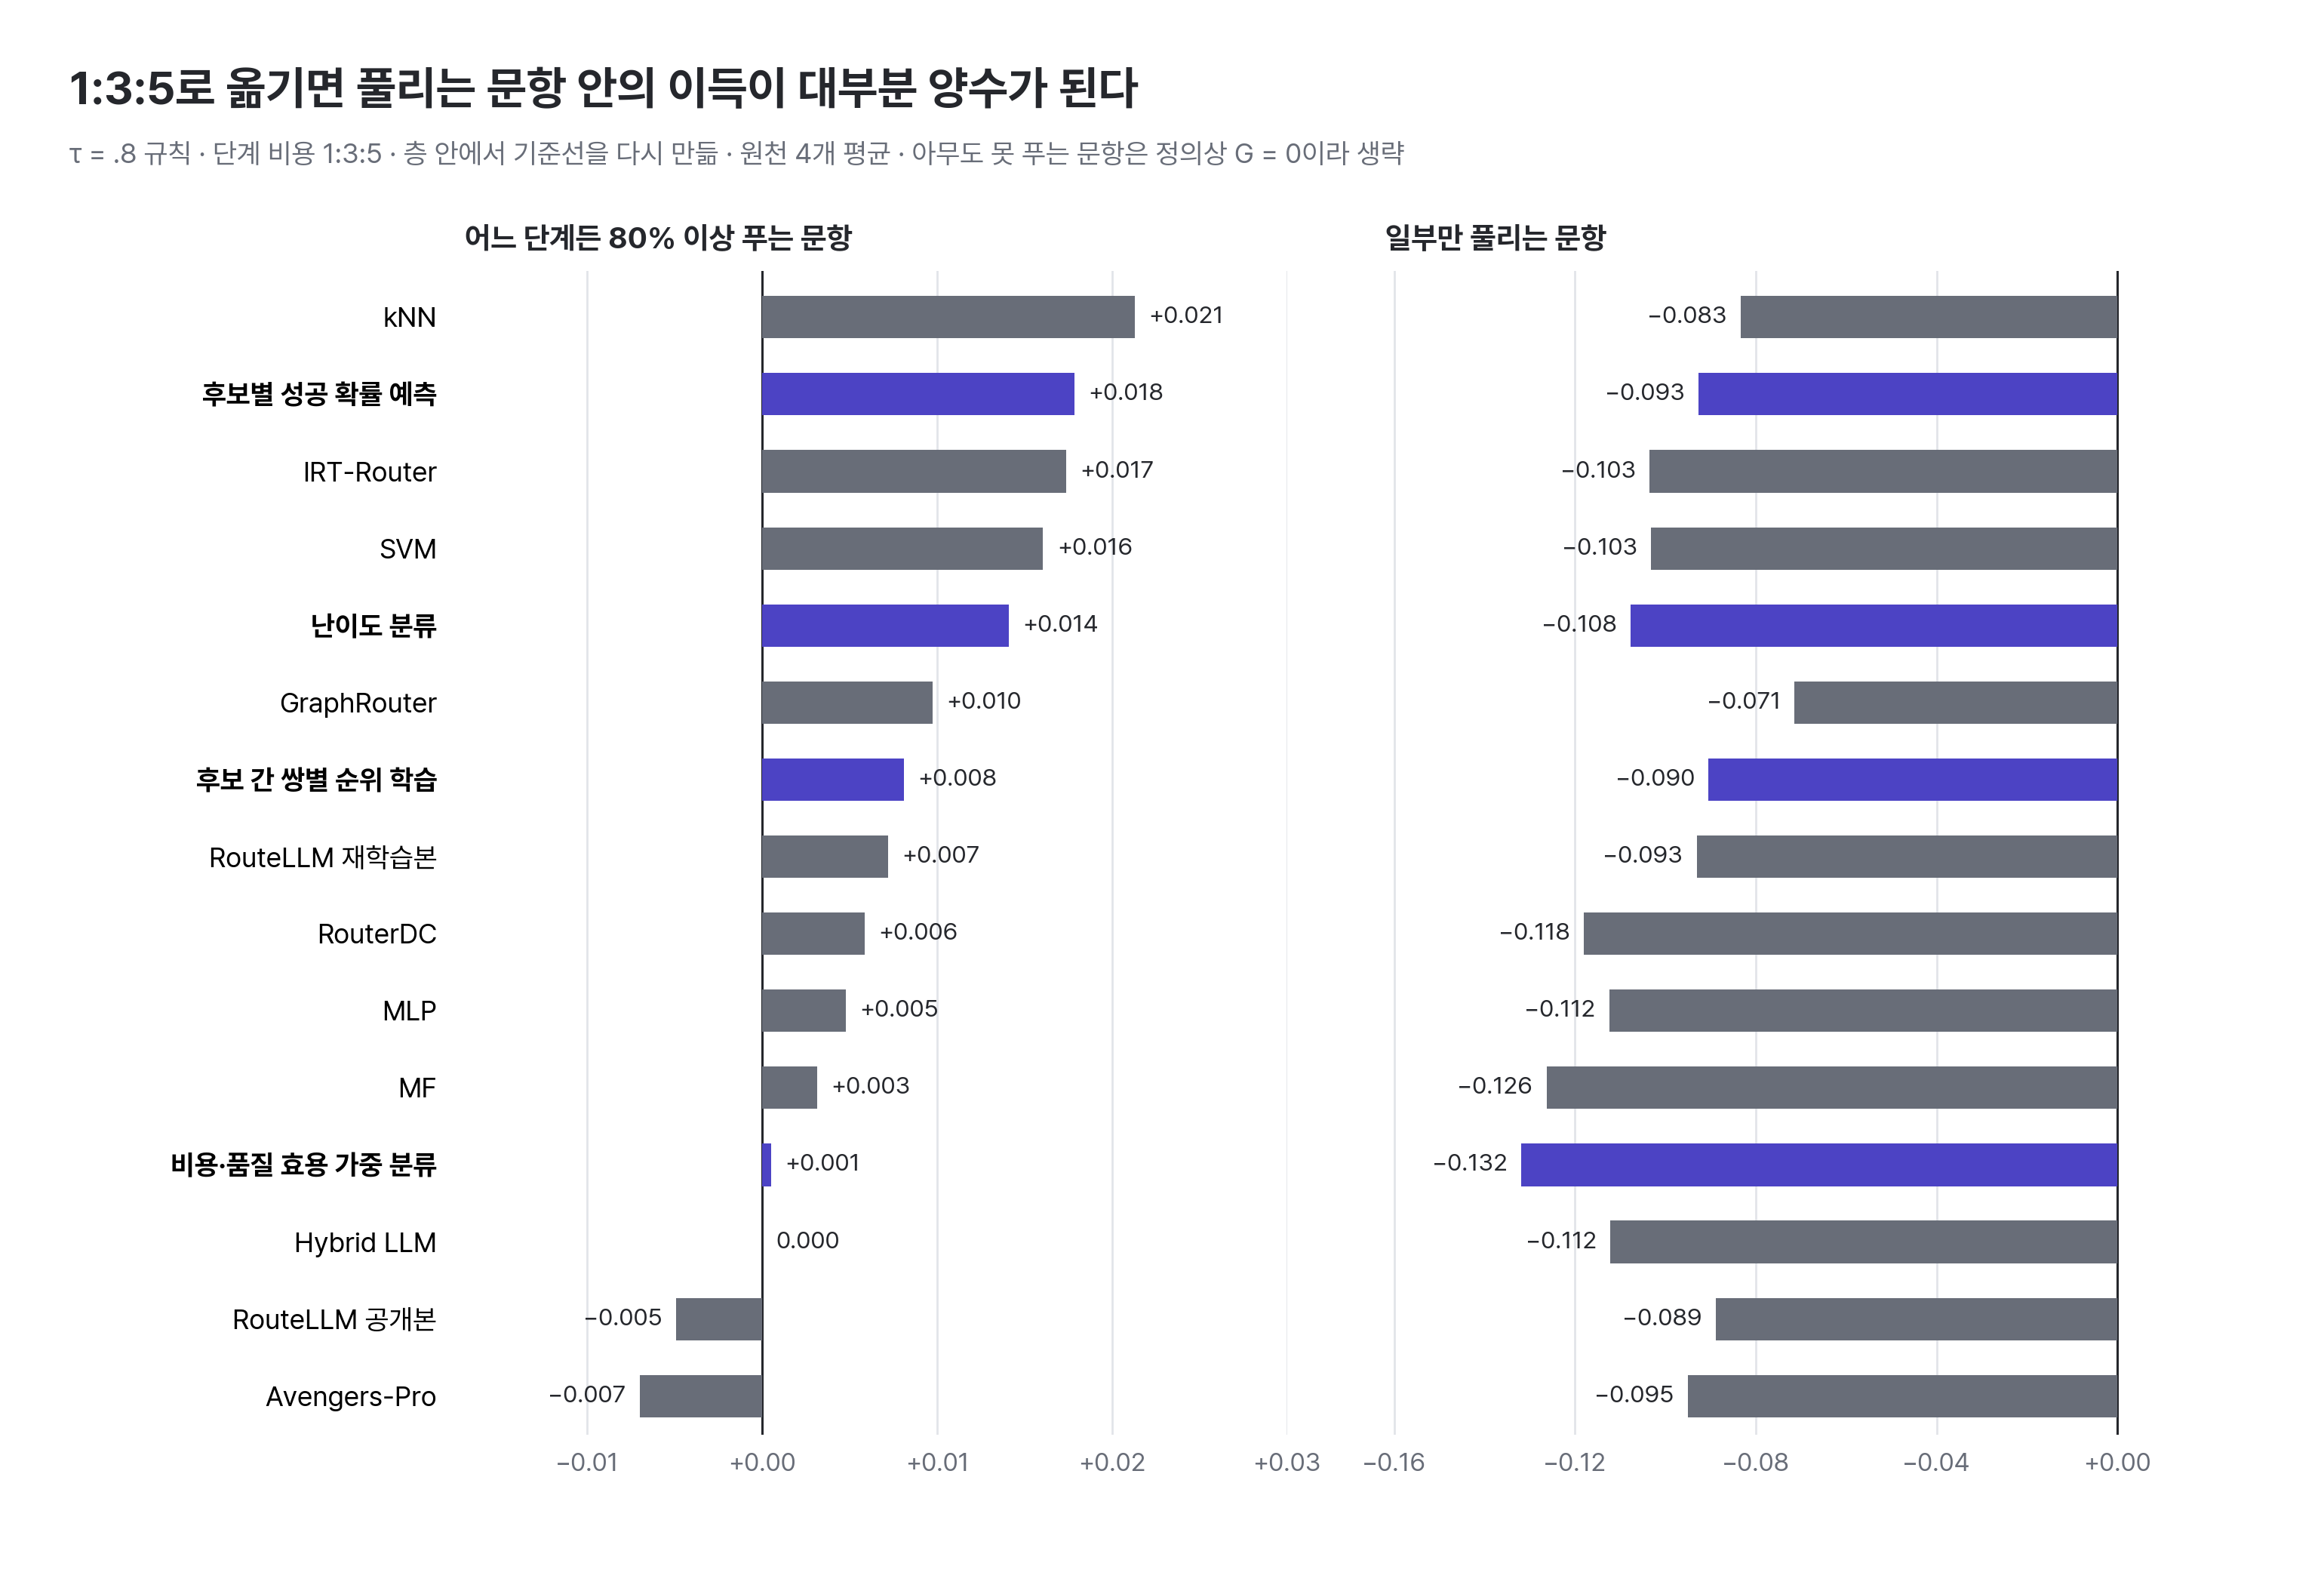 1:3:5로 옮기면 풀리는 문항 안의 이득이 대부분 양수가 된다
τ = .8 규칙 · 단계 비용 1:3:5 · 층 안에서 기준선을 다시 만듦 · 원천 4개 평균 · 아무도 못 푸는 문항은 정의상 G = 0이라 생략
어느 단계든 80% 이상 푸는 문항 일부만 풀리는 문항
kNN +0.021 −0.083
후보별 성공 확률 예측 +0.018 −0.093
IRT-Router +0.017 −0.103
SVM +0.016 −0.103
난이도 분류 +0.014 −0.108
GraphRouter +0.010 −0.071
후보 간 쌍별 순위 학습 +0.008 −0.090
RouteLLM 재학습본 +0.007 −0.093
RouterDC +0.006 −0.118
MLP +0.005 −0.112
MF +0.003 −0.126
비용·품질 효용 가중 분류 +0.001 −0.132
Hybrid LLM 0.000 −0.112
RouteLLM 공개본 −0.005 −0.089
Avengers-Pro −0.007 −0.095
−0.01 +0.00 +0.01 +0.02 +0.03 −0.16 −0.12 −0.08 −0.04 +0.00